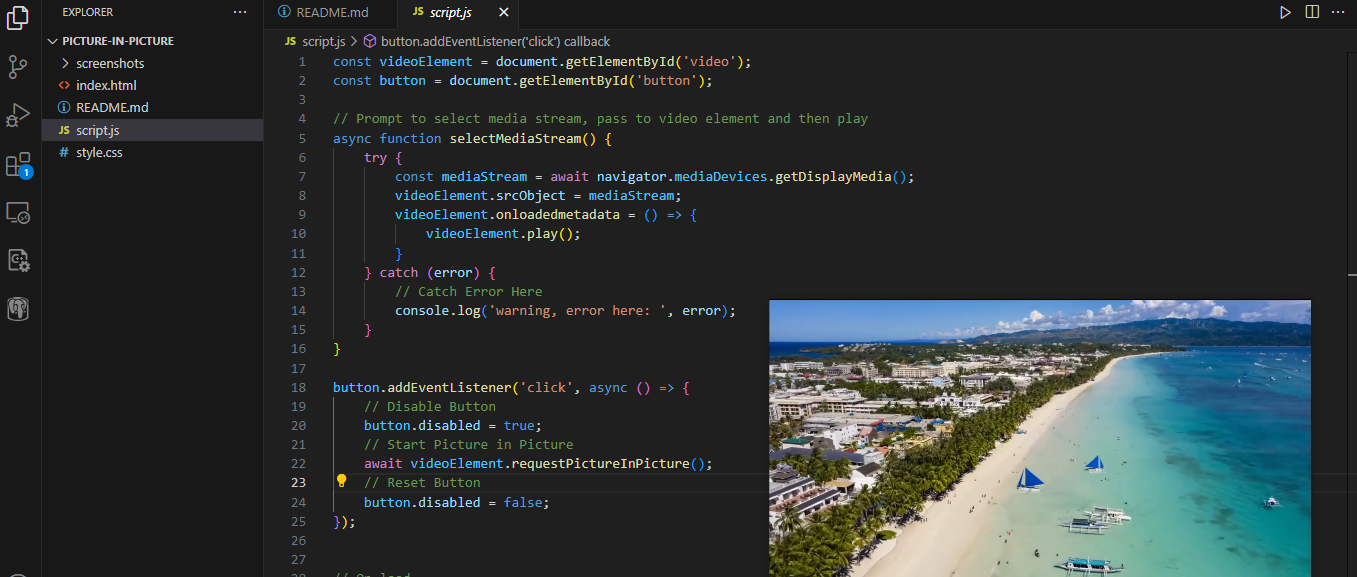 EXPLORER
···
PICTURE-IN-PICTURE
screenshots
index.html
README.md
JS script.js
# style.css
1
README.md
JS script.js
JS script.js > button.addEventListener('click') callback
1 const videoElement = document.getElementById('video');
2 const button = document.getElementById('button');
3
4 // Prompt to select media stream, pass to video element and then play
5 async function selectMediaStream() {
6 try {
7 const mediaStream = await navigator.mediaDevices.getDisplayMedia();
8 videoElement.srcObject = mediaStream;
9 videoElement.onloadedmetadata = () => {
10 videoElement.play();
11 }
12 } catch (error) {
13 // Catch Error Here
14 console.log('warning, error here: ', error);
15 }
16 }
17
18 button.addEventListener('click', async () => {
19 // Disable Button
20 button.disabled = true;
21 // Start Picture in Picture
22 await videoElement.requestPictureInPicture();
23 // Reset Button
24 button.disabled = false;
25 });
26
27
28 // On load